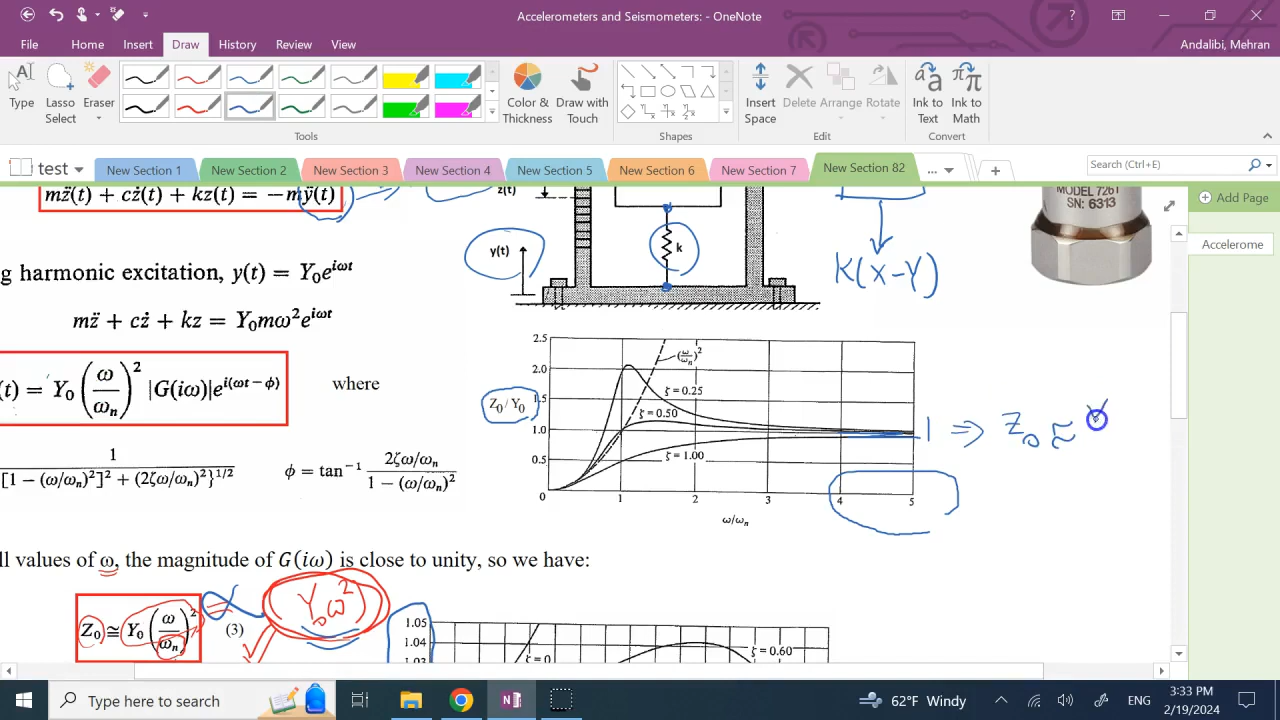 Accelerometers and Seismometers: - OneNote
Andalibi, Mehran
File Home Insert Draw History Review View
Type
Lasso Select
Eraser
Color & Thickness
Draw with Touch
Insert Space
Delete
Arrange
Rotate
Ink to Text
Ink to Math
Tools
Shapes
Edit
Convert
test
New Section 1
New Section 2
New Section 3
New Section 4
New Section 5
New Section 6
New Section 7
New Section 82
...
Search (Ctrl+E)
Add Page
Accelerome
mz̈(t) + cż(t) + kz(t) = −mÿ(t)
z(t)
MODEL 7261
SN: 6313
y(t)
k
K(X-Y)
g harmonic excitation, y(t) = Y₀e^{iωt}
mz̈ + cż + kz = Y₀mω²e^{iωt}
(t) = Y₀(ω/ωₙ)²|G(iω)|e^{i(ωt−ϕ)}
where
1/{[1 − (ω/ωₙ)²]² + (2ζω/ωₙ)²}^{1/2}
ϕ = tan⁻¹ 2ζω/ωₙ / 1 − (ω/ωₙ)²
2.5
2.0
1.5
1.0
0.5
0
Z₀/Y₀
(ω/ωₙ)²
ζ = 0.25
ζ = 0.50
ζ = 1.00
1 2 3 4 5
ω/ωₙ
1 ⇒ Z₀ ≈ Y
ll values of ω, the magnitude of G(iω) is close to unity, so we have:
Z₀ ≅ Y₀(ω/ωₙ)²
(3)
∝
Y₀ω²
1.05
1.04
1.03
ζ = 0
ζ = 0.60
Type here to search
62°F Windy
ENG
3:33 PM
2/19/2024